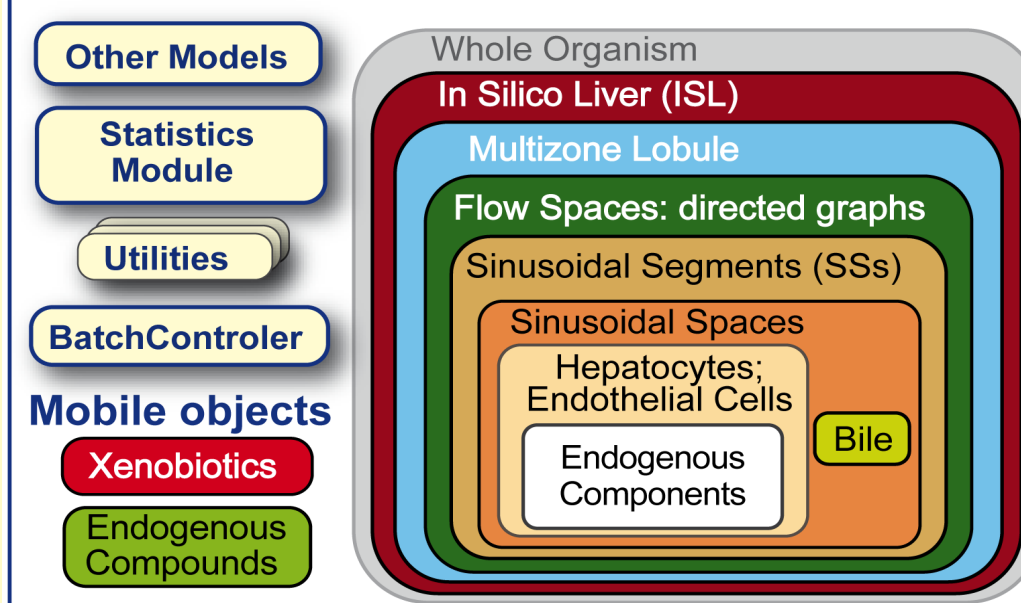 Other Models
Statistics
Module
Utilities
BatchControler
Mobile objects
Xenobiotics
Endogenous
Compounds
Whole Organism
In Silico Liver (ISL)
Multizone Lobule
Flow Spaces: directed graphs
Sinusoidal Segments (SSs)
Sinusoidal Spaces
Hepatocytes;
Endothelial Cells
Endogenous
Components
Bile